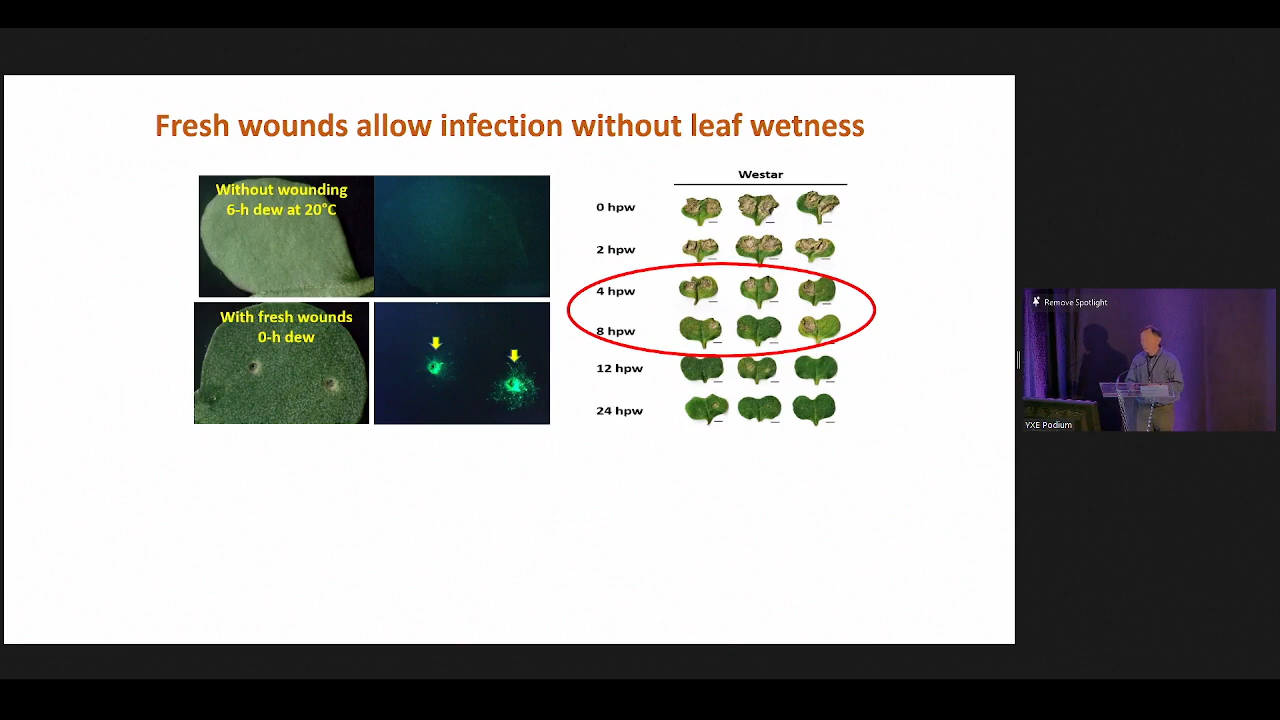 Fresh wounds allow infection without leaf wetness
Without wounding
6-h dew at 20°C
With fresh wounds
0-h dew
Westar
0 hpw
2 hpw
4 hpw
8 hpw
12 hpw
24 hpw
Remove Spotlight
YXE Podium